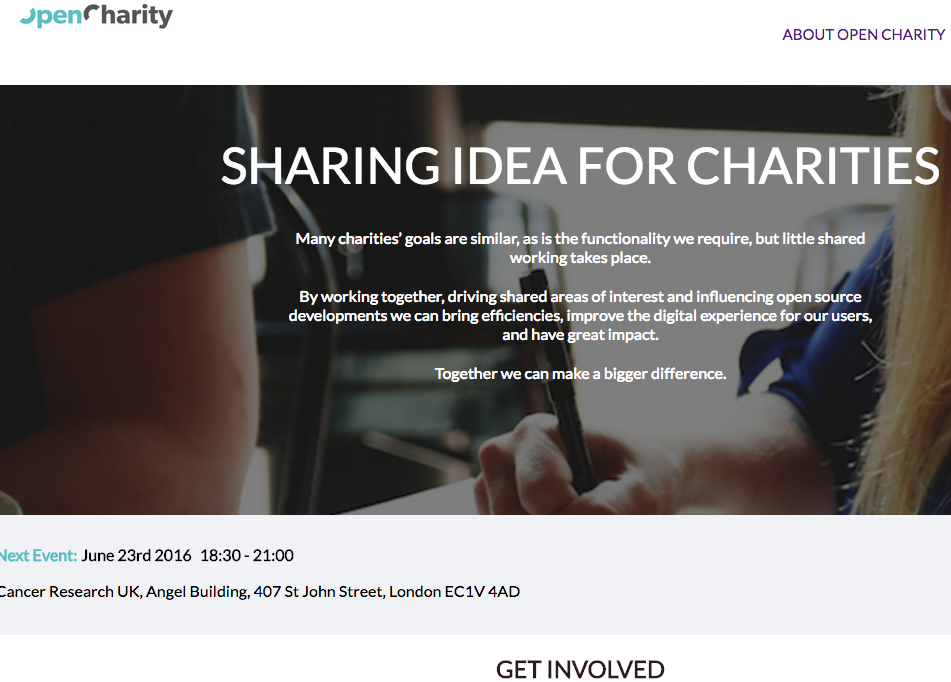 OpenCharity
ABOUT OPEN CHARITY
SHARING IDEA FOR CHARITIES
Many charities’ goals are similar, as is the functionality we require, but little shared
working takes place.
By working together, driving shared areas of interest and influencing open source
developments we can bring efficiencies, improve the digital experience for our users,
and have great impact.
Together we can make a bigger difference.
Next Event: June 23rd 2016 18:30 - 21:00
Cancer Research UK, Angel Building, 407 St John Street, London EC1V 4AD
GET INVOLVED